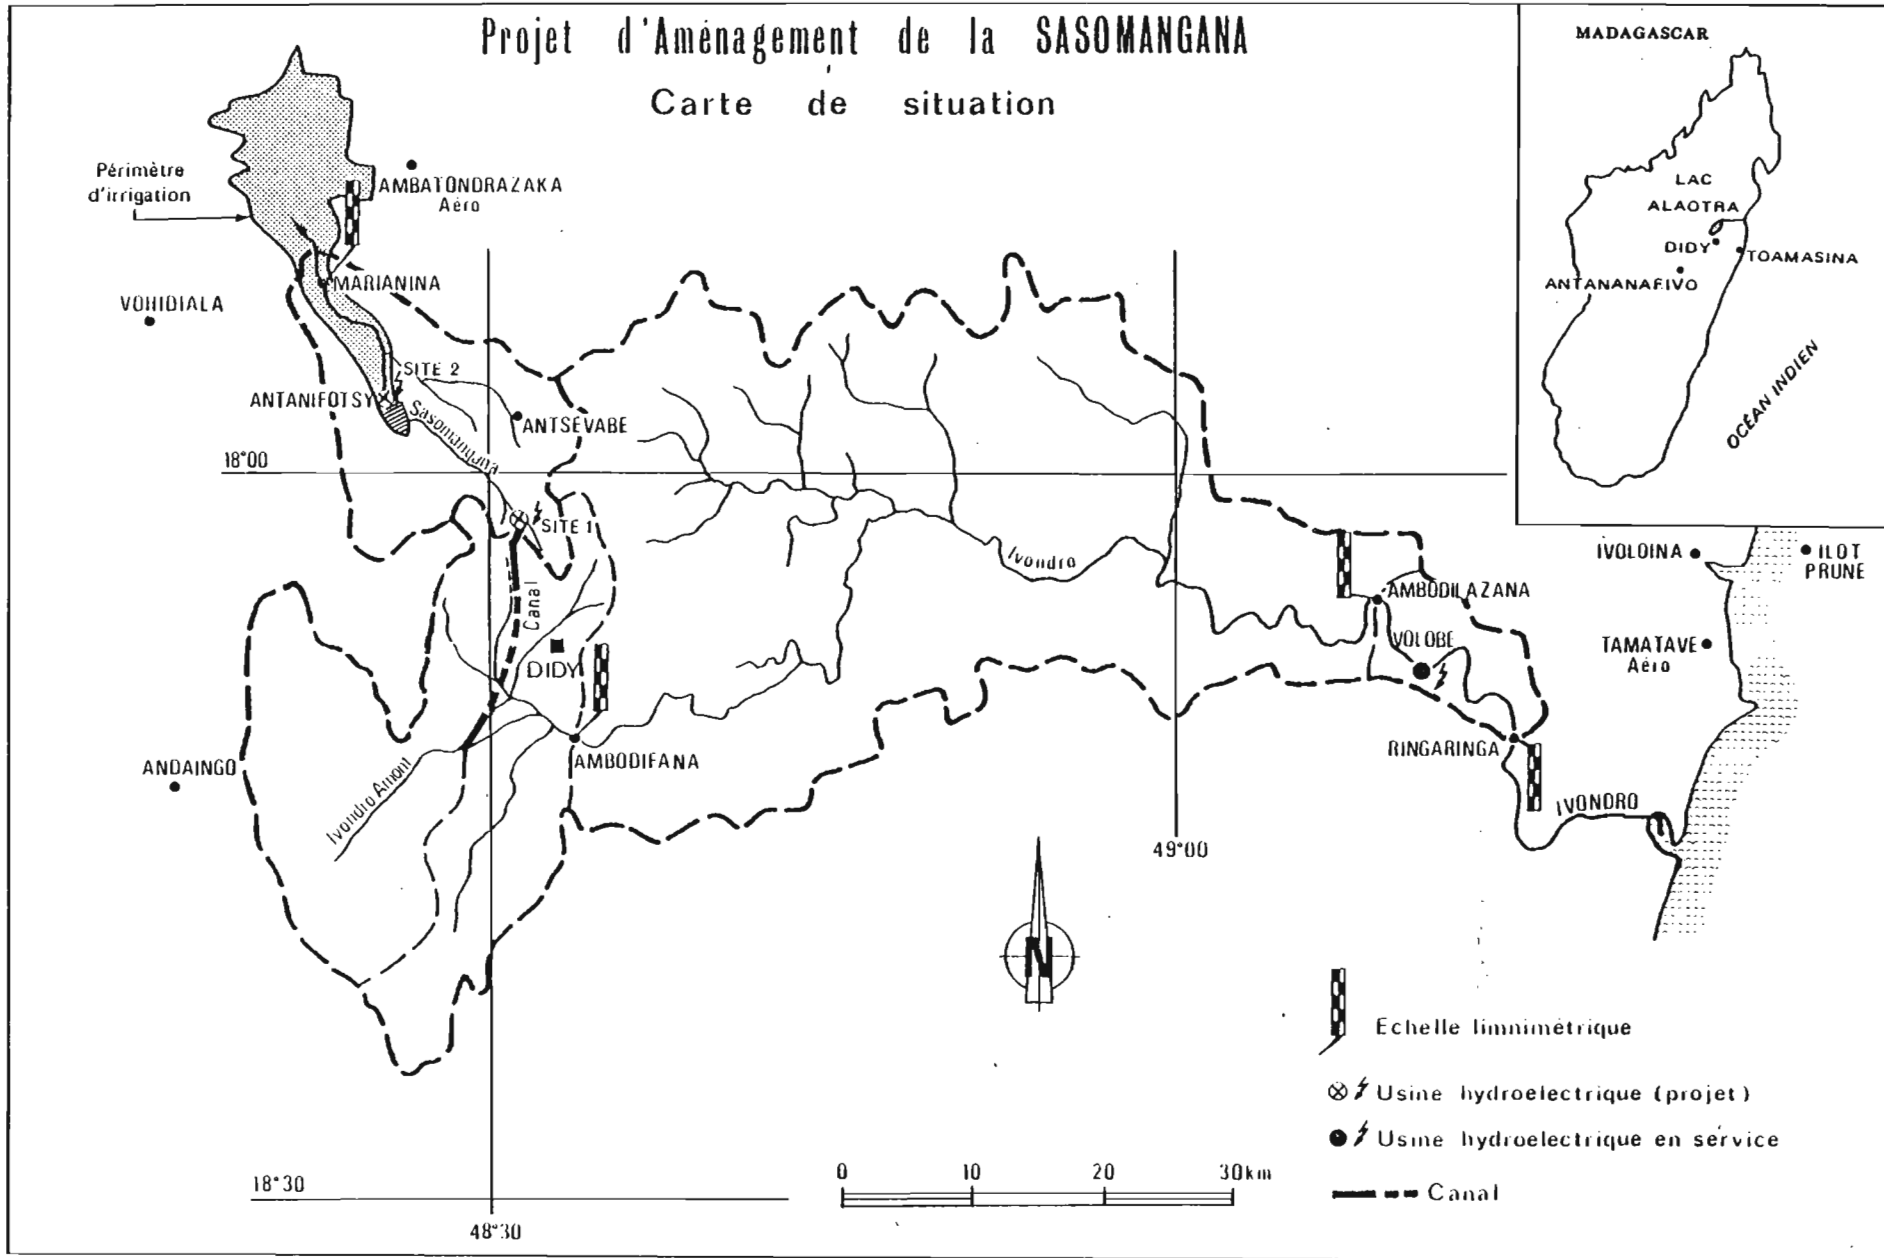 Projet d'Aménagement de la SASOMANGANA
Carte de situation
MADAGASCAR
LAC
ALAOTRA
DIDY
TOAMASINA
ANTANANARIVO
OCÉAN INDIEN
Périmètre
d'irrigation
AMBATONDRAZAKA
Aéro
MARIANINA
VOHIDIALA
SITE 2
ANTANIFOTSY
Sasomangana
ANTSEVABE
18°00
SITE 1
Canal
DIDY
Ivondro
IVOLOINA
ILOT
PRUNE
AMBODILAZANA
VOLOBE
TAMATAVE
Aéro
RINGARINGA
AMBODIFANA
ANDAINGO
Ivondro Amont
IVONDRO
49°00
N
Echelle limnimétrique
Usine hydroelectrique (projet)
Usine hydroelectrique en service
Canal
0 10 20 30km
18°30
48°30